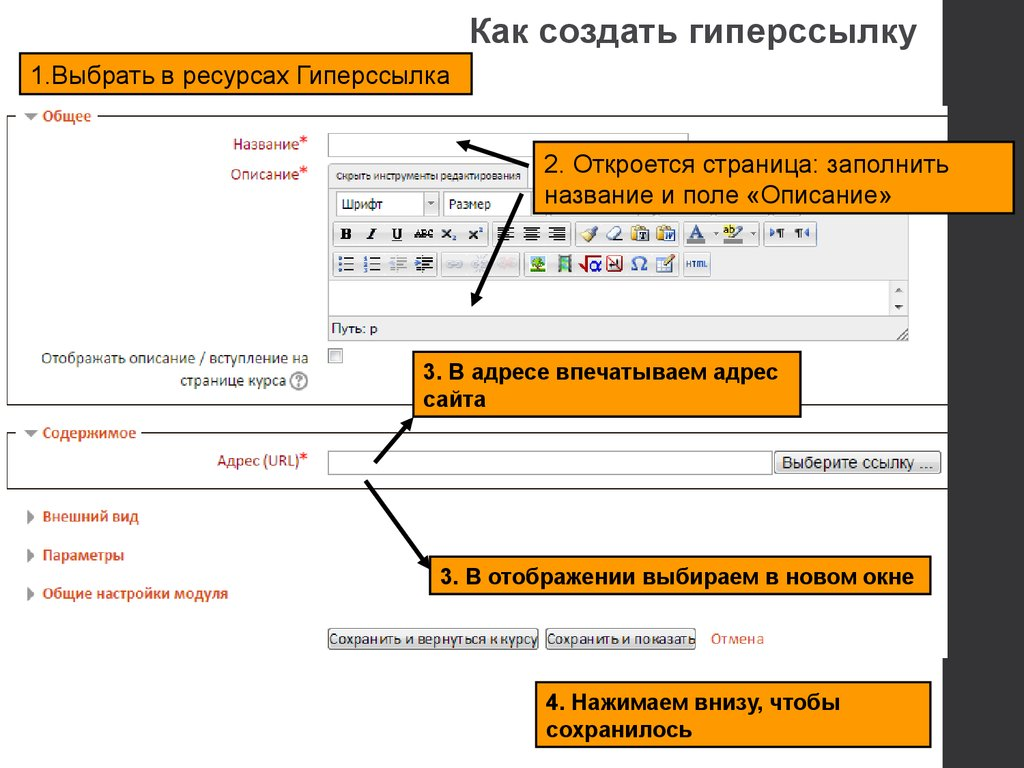 Как создать гиперссылку
1.Выбрать в ресурсах Гиперссылка
Общее
Название*
2. Откроется страница: заполнить
название и поле «Описание»
Описание*
Скрыть инструменты редактирования
Шрифт
Размер
B I U ABC X₂ X²
HTML
Путь: p
Отображать описание / вступление на
странице курса
3. В адресе впечатываем адрес
сайта
Содержимое
Адрес (URL)*
Выберите ссылку ...
Внешний вид
Параметры
3. В отображении выбираем в новом окне
Общие настройки модуля
Сохранить и вернуться к курсу
Сохранить и показать
Отмена
4. Нажимаем внизу, чтобы
сохранилось